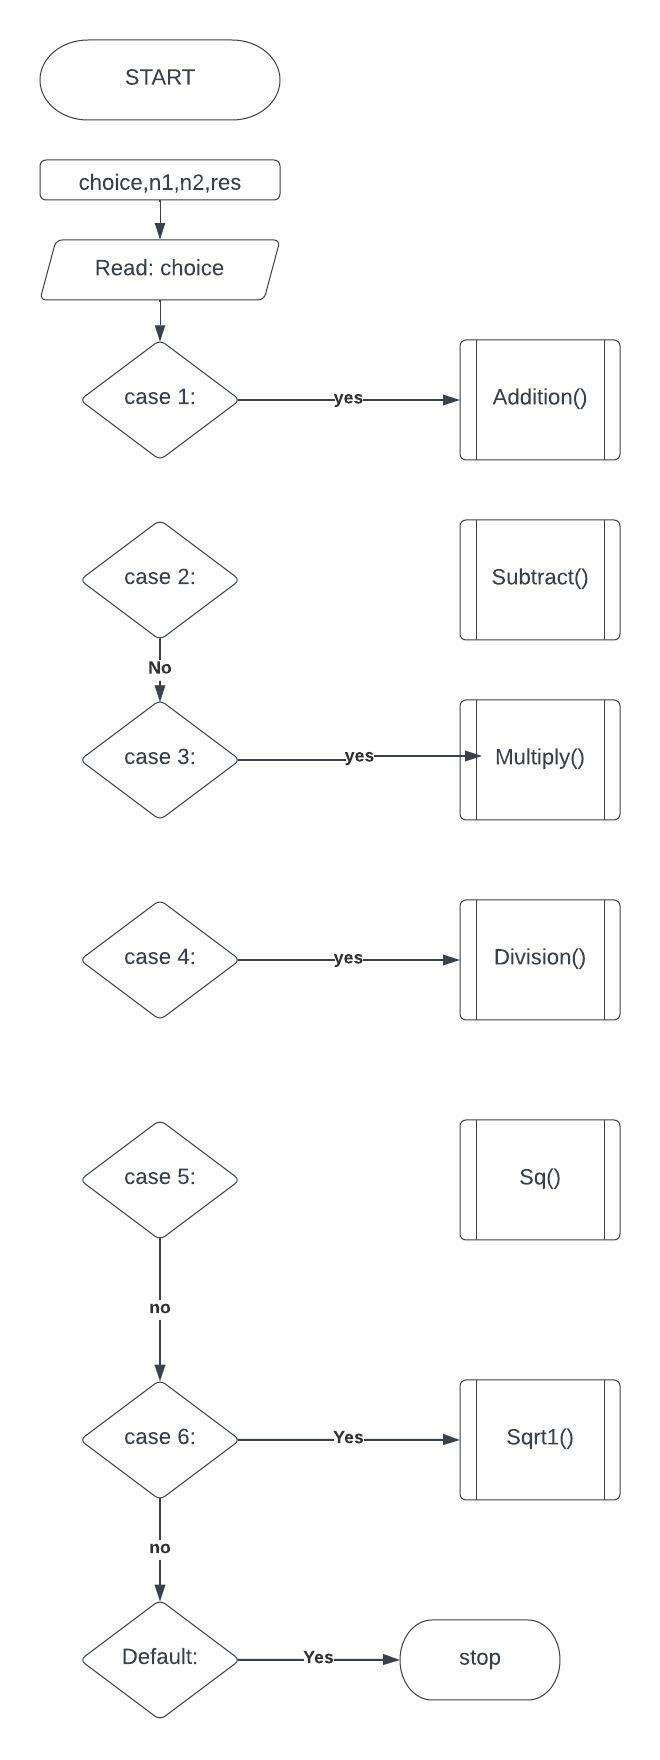 START
choice,n1,n2,res
Read: choice
case 1:
yes
Addition()
case 2:
Subtract()
No
case 3:
yes
Multiply()
case 4:
yes
Division()
case 5:
Sq()
no
case 6:
Yes
Sqrt1()
no
Default:
Yes
stop